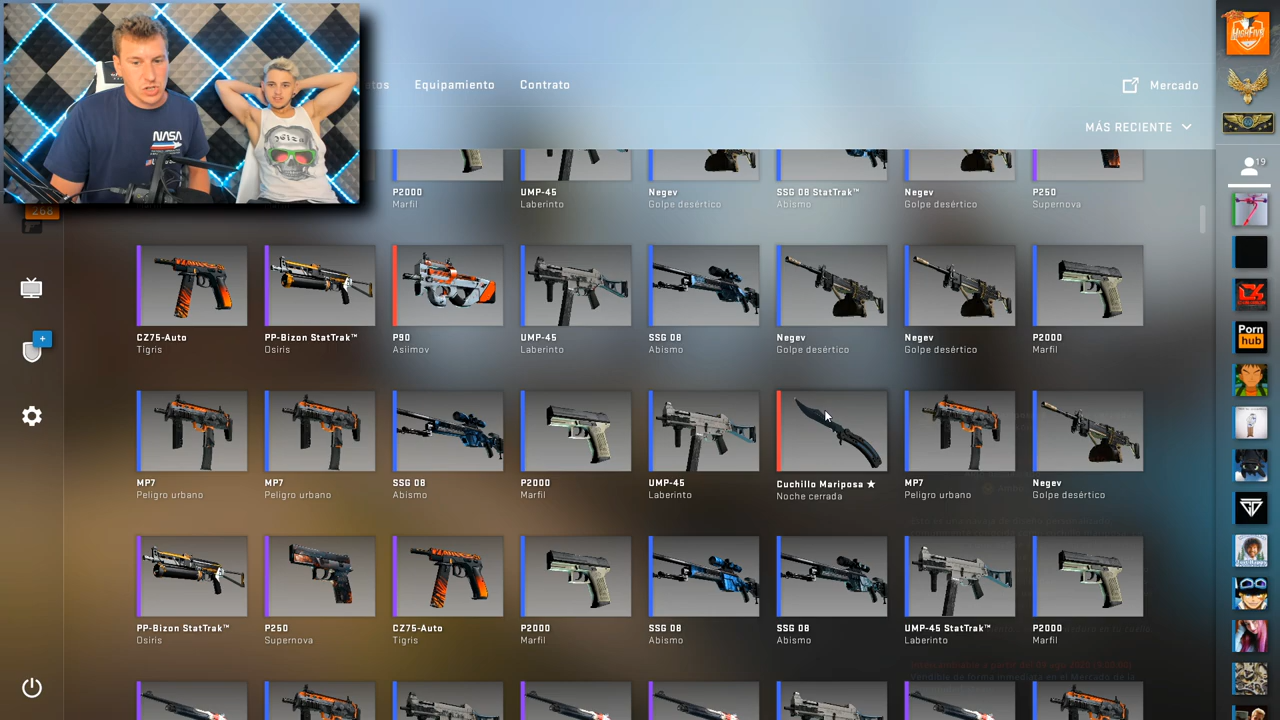 NASA
HIGHFIVE
tos
Equipamiento
Contrato
Mercado
MÁS RECIENTE
19
268
P2000
Marfil
UMP-45
Laberinto
Negev
Golpe desértico
SSG 08 StatTrak™
Abismo
Negev
Golpe desértico
P250
Supernova
CZ75-Auto
Tigris
PP-Bizon StatTrak™
Osiris
P90
Asiimov
UMP-45
Laberinto
SSG 08
Abismo
Negev
Golpe desértico
Negev
Golpe desértico
P2000
Marfil
Porn
hub
MP7
Peligro urbano
MP7
Peligro urbano
SSG 08
Abismo
P2000
Marfil
UMP-45
Laberinto
Cuchillo Mariposa ★
Noche cerrada
MP7
Peligro urbano
Negev
Golpe desértico
PP-Bizon StatTrak™
Osiris
P250
Supernova
CZ75-Auto
Tigris
P2000
Marfil
SSG 08
Abismo
SSG 08
Abismo
UMP-45 StatTrak™
Laberinto
P2000
Marfil